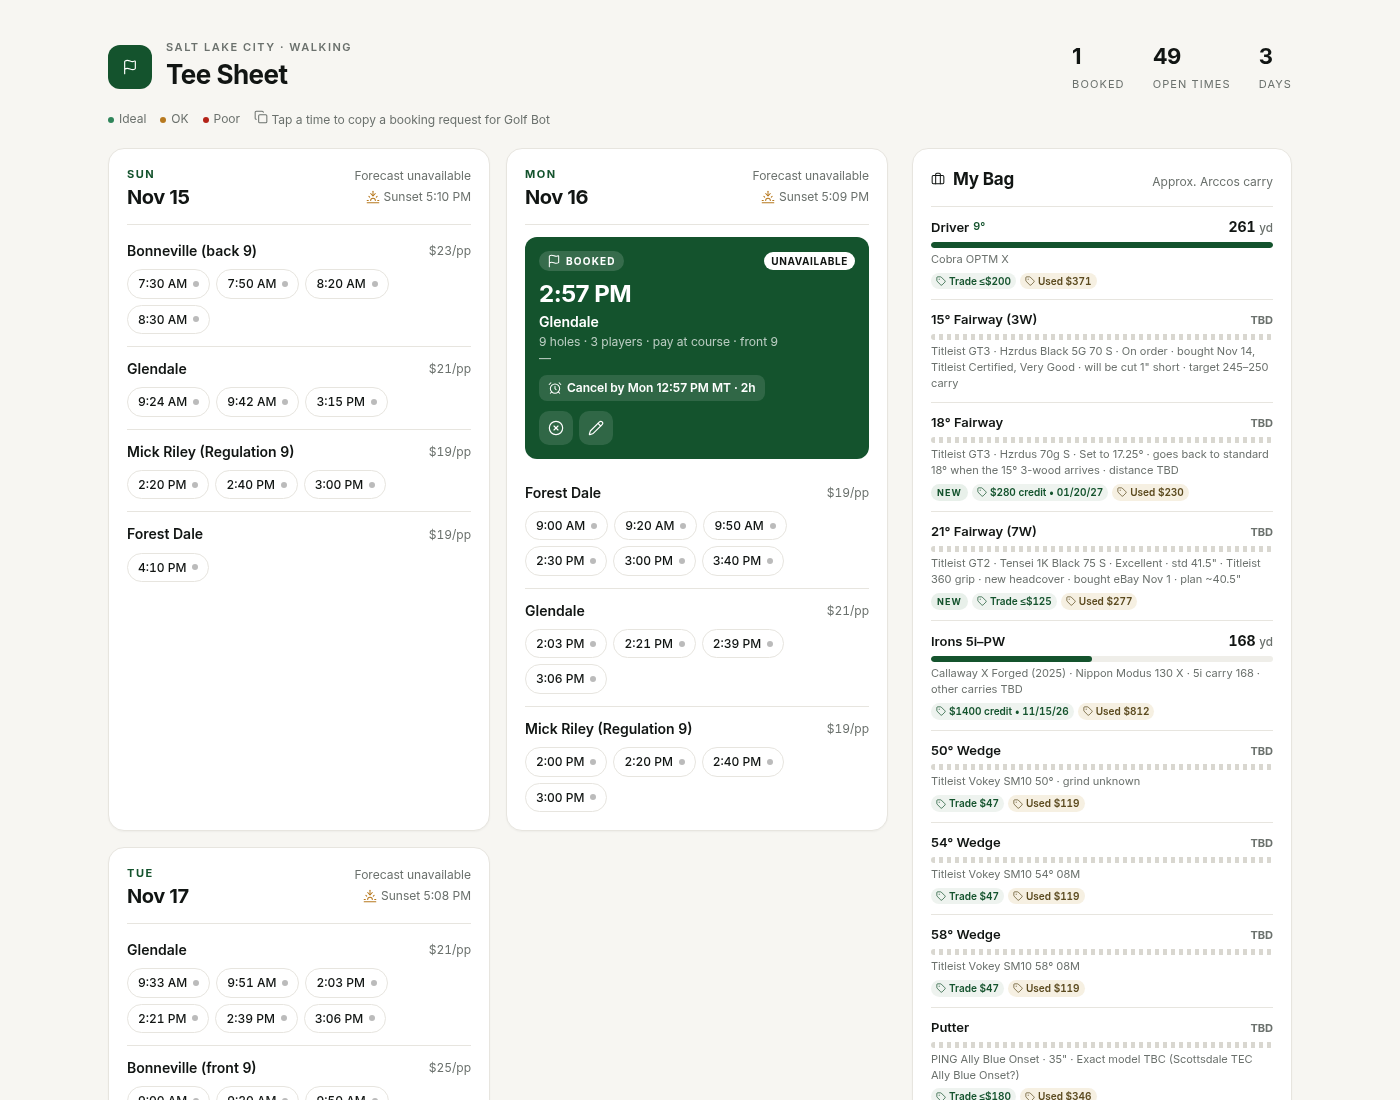 SALT LAKE CITY · WALKING
Tee Sheet
1
BOOKED
49
OPEN TIMES
3
DAYS
Ideal
OK
Poor
Tap a time to copy a booking request for Golf Bot
SUN
Nov 15
Forecast unavailable
Sunset 5:10 PM
Bonneville (back 9)
$23/pp
7:30 AM
7:50 AM
8:20 AM
8:30 AM
Glendale
$21/pp
9:24 AM
9:42 AM
3:15 PM
Mick Riley (Regulation 9)
$19/pp
2:20 PM
2:40 PM
3:00 PM
Forest Dale
$19/pp
4:10 PM
MON
Nov 16
Forecast unavailable
Sunset 5:09 PM
BOOKED
UNAVAILABLE
2:57 PM
Glendale
9 holes · 3 players · pay at course · front 9
—
Cancel by Mon 12:57 PM MT · 2h
Forest Dale
$19/pp
9:00 AM
9:20 AM
9:50 AM
2:30 PM
3:00 PM
3:40 PM
Glendale
$21/pp
2:03 PM
2:21 PM
2:39 PM
3:06 PM
Mick Riley (Regulation 9)
$19/pp
2:00 PM
2:20 PM
2:40 PM
3:00 PM
TUE
Nov 17
Forecast unavailable
Sunset 5:08 PM
Glendale
$21/pp
9:33 AM
9:51 AM
2:03 PM
2:21 PM
2:39 PM
3:06 PM
Bonneville (front 9)
$25/pp
9:00 AM
9:20 AM
9:50 AM
My Bag
Approx. Arccos carry
Driver 9°
261 yd
Cobra OPTM X
Trade ≤$200
Used $371
15° Fairway (3W)
TBD
Titleist GT3 · Hzrdus Black 5G 70 S · On order · bought Nov 14,
Titleist Certified, Very Good · will be cut 1" short · target 245–250
carry
18° Fairway
TBD
Titleist GT3 · Hzrdus 70g S · Set to 17.25° · goes back to standard
18° when the 15° 3-wood arrives · distance TBD
NEW
$280 credit • 01/20/27
Used $230
21° Fairway (7W)
TBD
Titleist GT2 · Tensei 1K Black 75 S · Excellent · std 41.5" · Titleist
360 grip · new headcover · bought eBay Nov 1 · plan ~40.5"
NEW
Trade ≤$125
Used $277
Irons 5i–PW
168 yd
Callaway X Forged (2025) · Nippon Modus 130 X · 5i carry 168 ·
other carries TBD
$1400 credit • 11/15/26
Used $812
50° Wedge
TBD
Titleist Vokey SM10 50° · grind unknown
Trade $47
Used $119
54° Wedge
TBD
Titleist Vokey SM10 54° 08M
Trade $47
Used $119
58° Wedge
TBD
Titleist Vokey SM10 58° 08M
Trade $47
Used $119
Putter
TBD
PING Ally Blue Onset · 35" · Exact model TBC (Scottsdale TEC
Ally Blue Onset?)
Trade ≤$180
Used $346